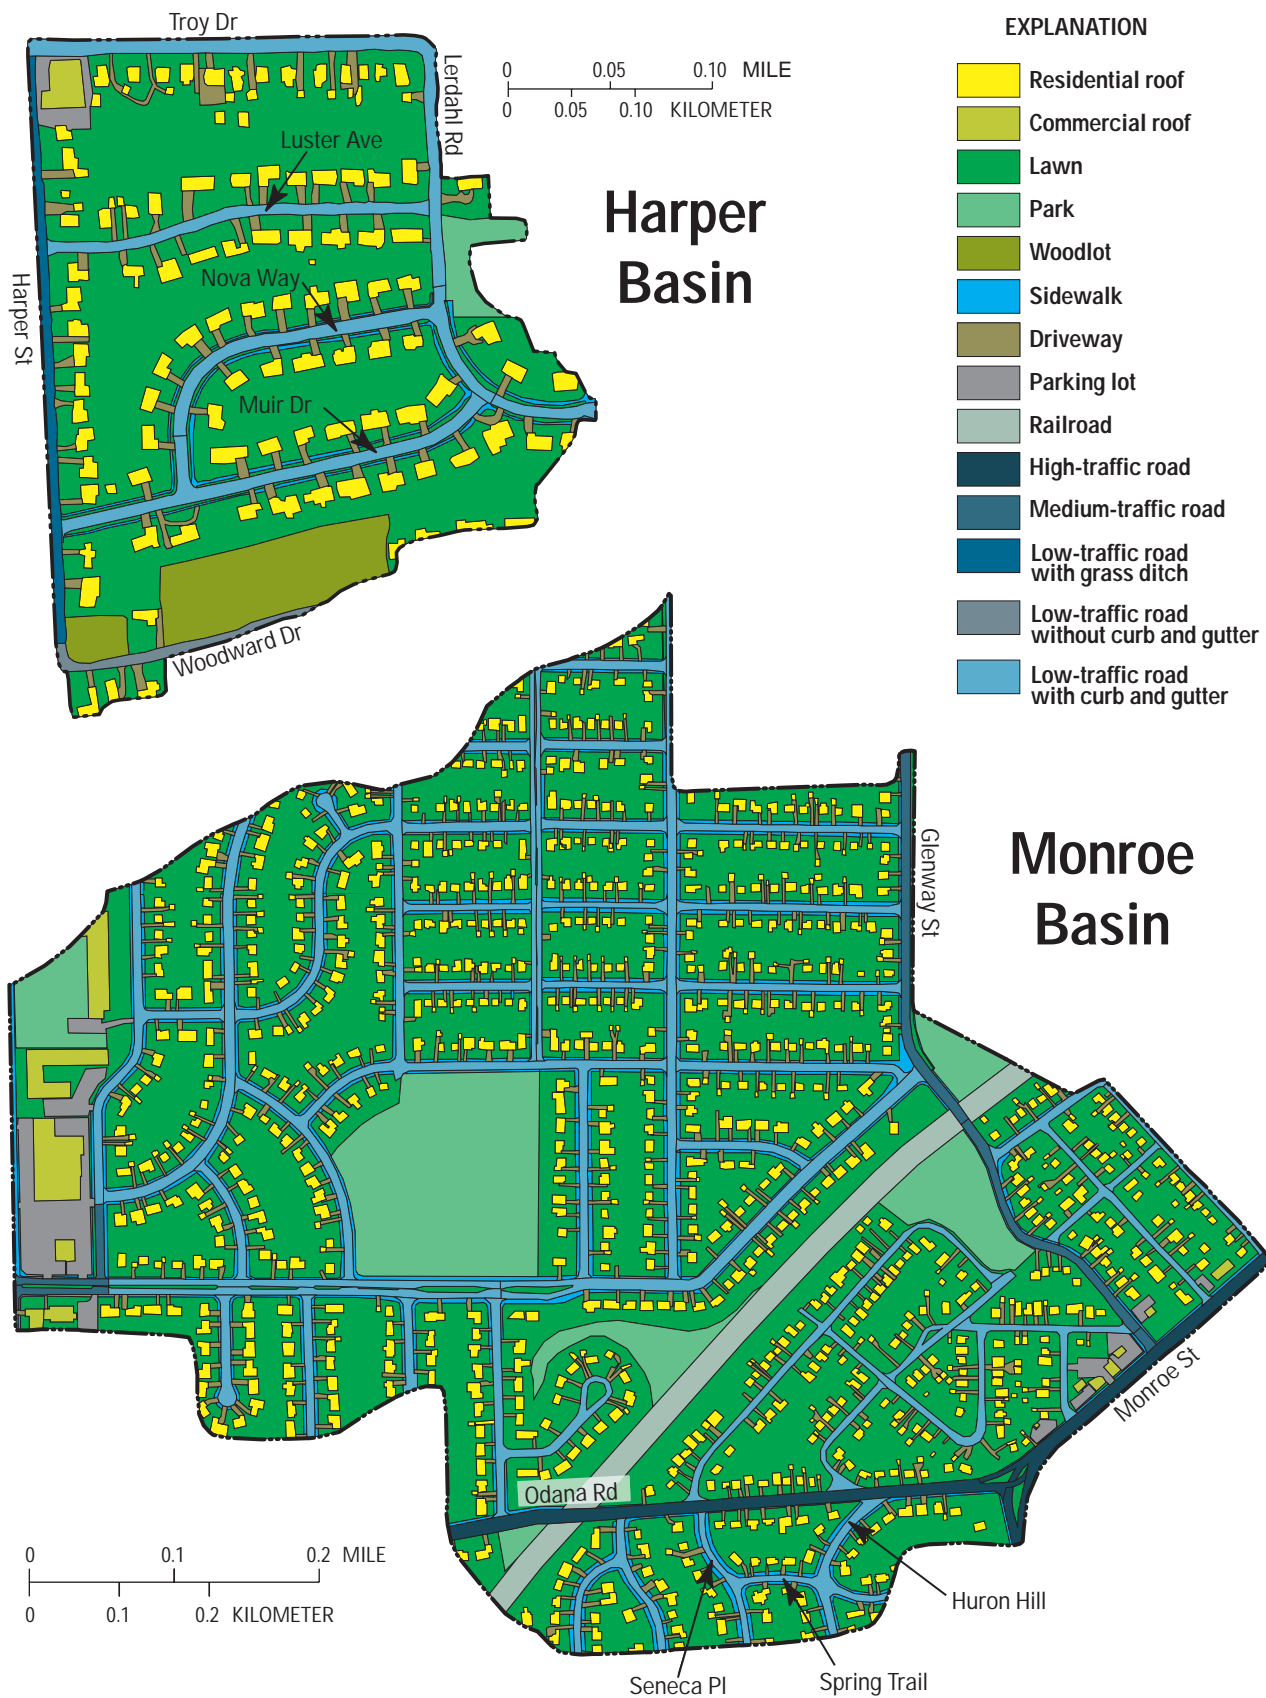 Troy Dr
Lerdahl Rd
0 0.05 0.10 MILE
0 0.05 0.10 KILOMETER
Luster Ave
Harper
Basin
Nova Way
Harper St
Muir Dr
Woodward Dr
EXPLANATION
Residential roof
Commercial roof
Lawn
Park
Woodlot
Sidewalk
Driveway
Parking lot
Railroad
High-traffic road
Medium-traffic road
Low-traffic road
with grass ditch
Low-traffic road
without curb and gutter
Low-traffic road
with curb and gutter
Glenway St
Monroe
Basin
Monroe St
Odana Rd
0 0.1 0.2 MILE
0 0.1 0.2 KILOMETER
Huron Hill
Spring Trail
Seneca Pl